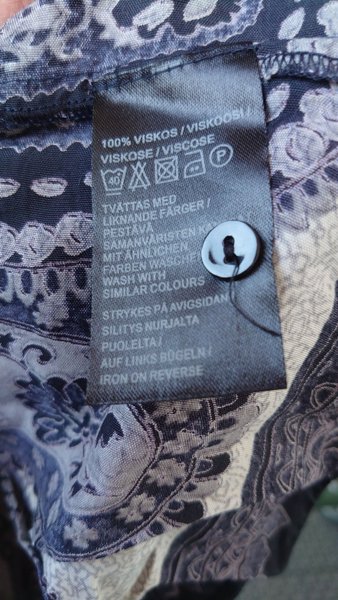 100% VISKOS / VISKOOSI /
VISKOSE / VISCOSE
40 P
TVÄTTAS MED
LIKNANDE FÄRGER /
PESTÄVÄ
SAMANVÄRISTEN
MIT ÄHNLICHEN
FARBEN WASCHEN
WASH WITH
SIMILAR COLOURS
STRYKES PÅ AVIGSIDAN
SILITYS NURJALTA
PUOLELTA /
AUF LINKS BÜGELN /
IRON ON REVERSE